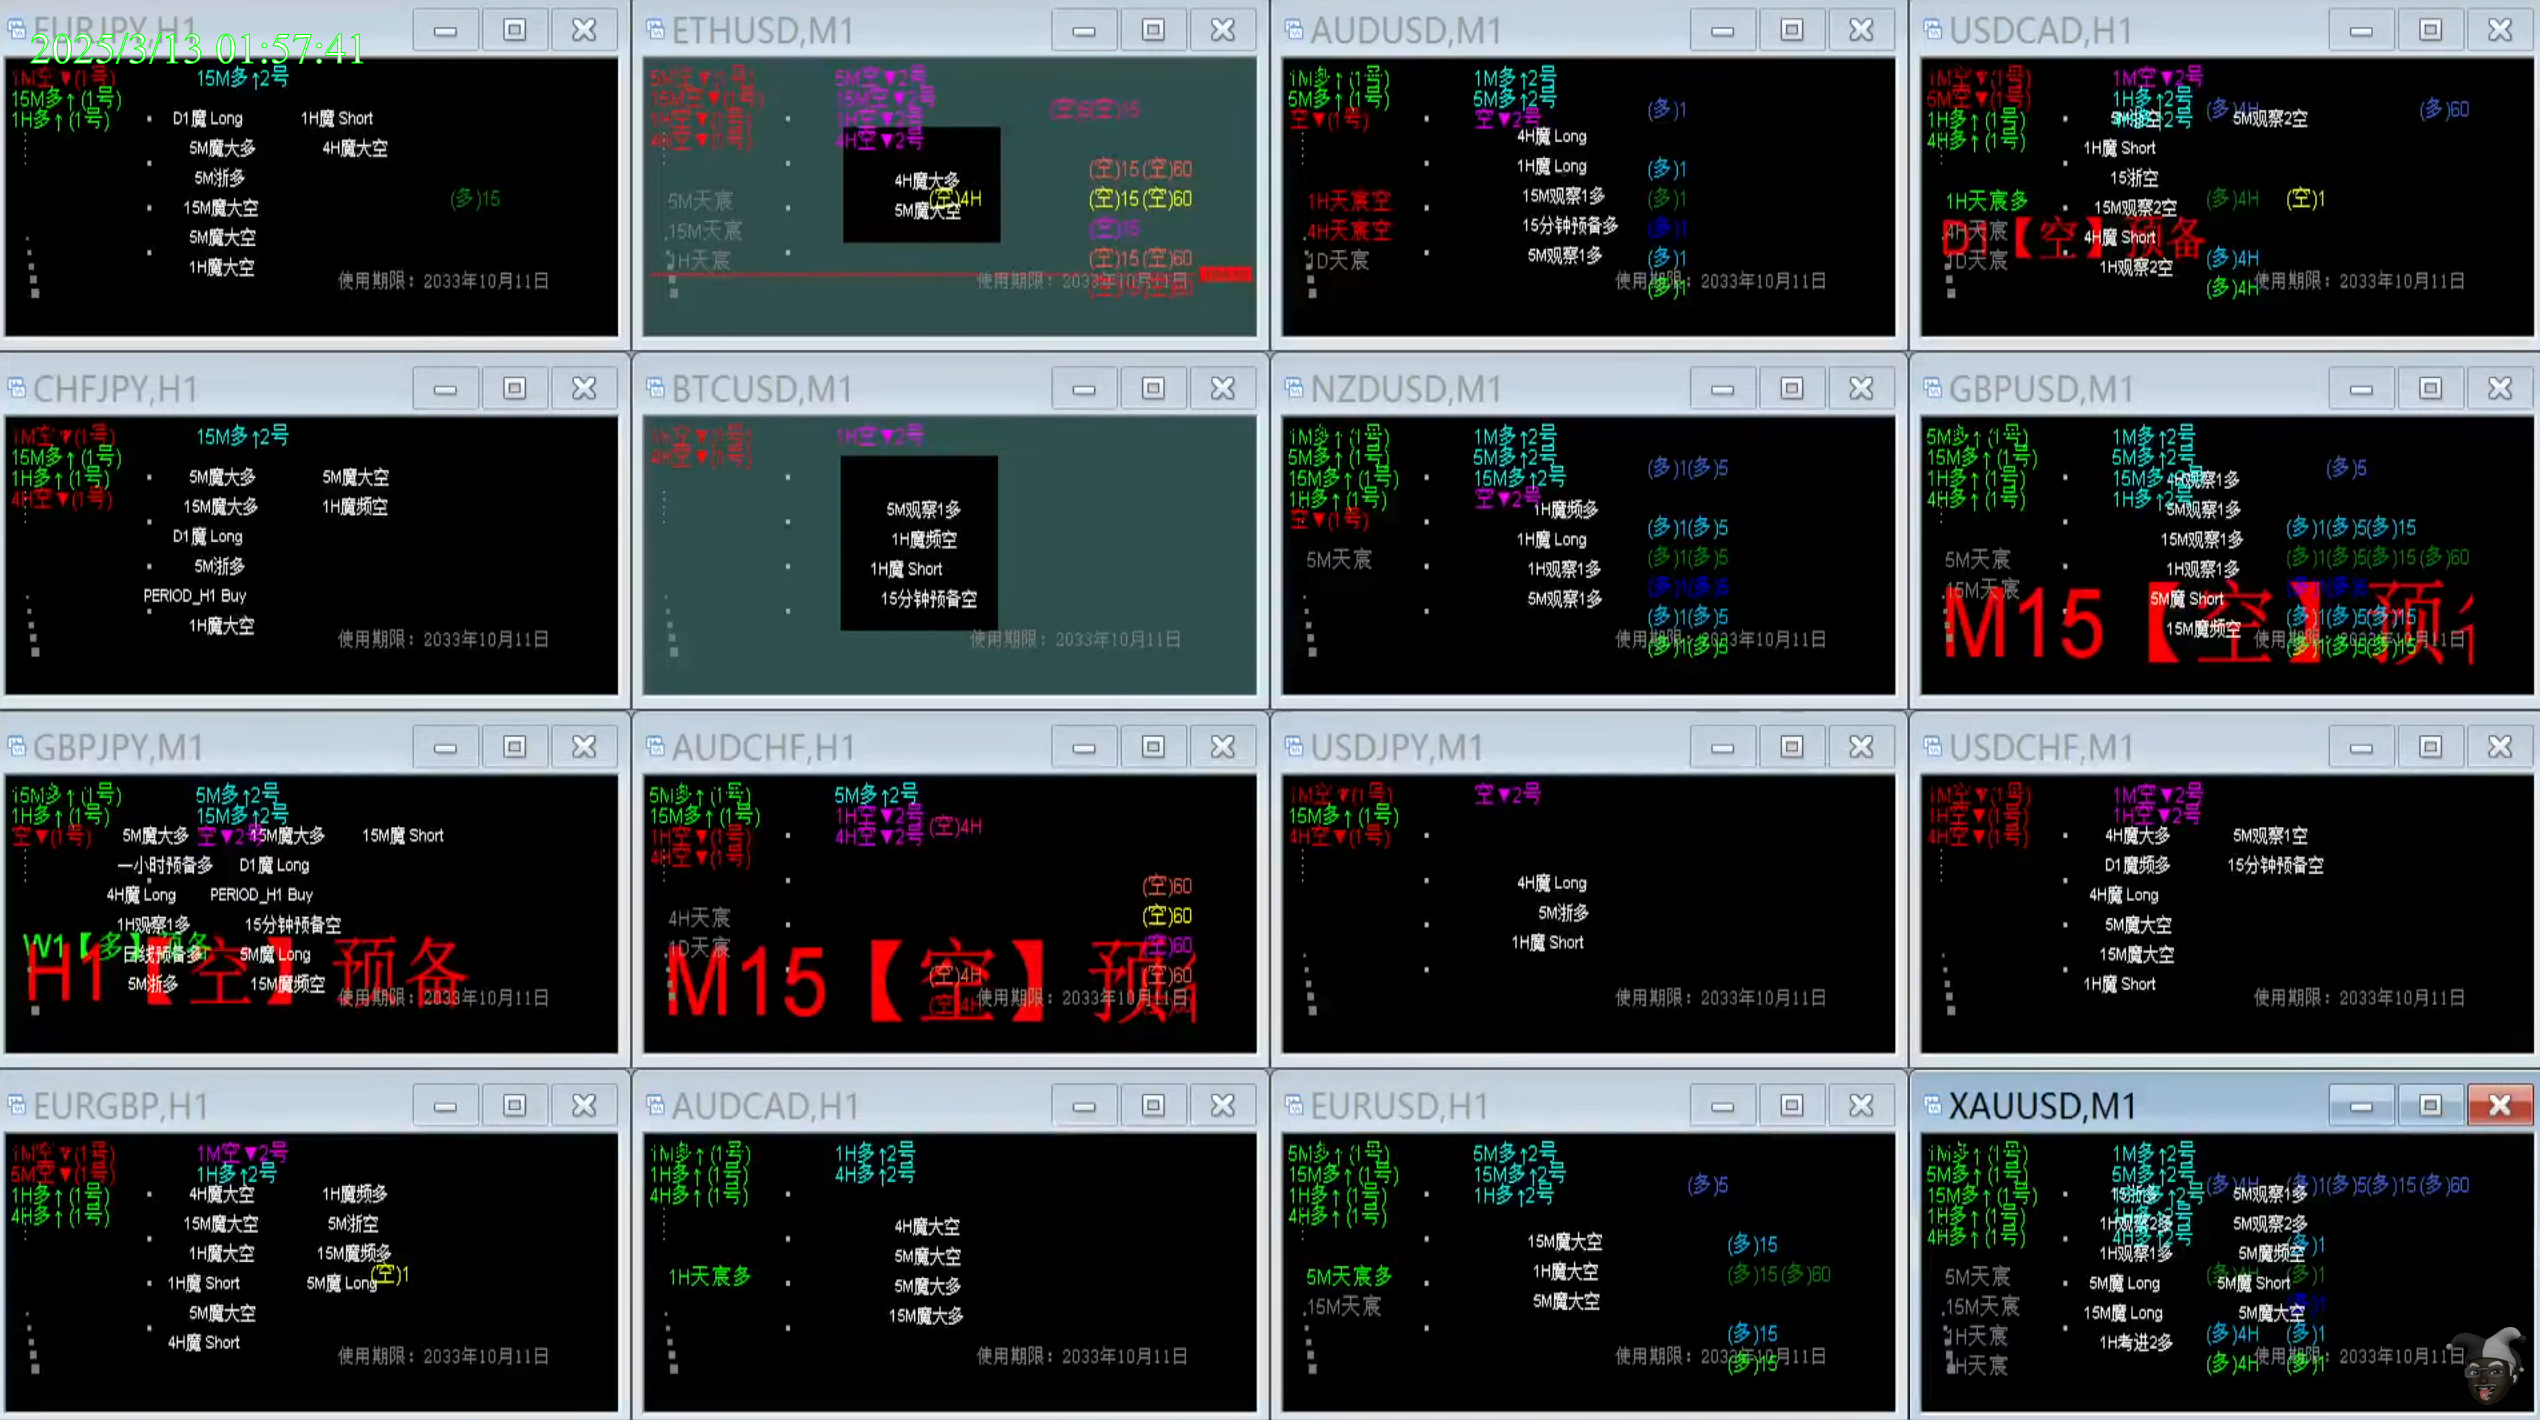 EURJPY,H1
2025/3/13 01:57:41
1M空▼(1号) 15M多↑2号
15M多↑(1号)
1H多↑(1号)
D1魔 Long 1H魔 Short
5M魔大多 4H魔大空
5M浙多
(多)15
15M魔大空
5M魔大空
1H魔大空
使用期限：2033年10月11日
ETHUSD,M1
5M空▼(1号) 5M空▼2号
15M空▼(1号) 15M空▼2号
1H空▼(1号) 1H空▼2号
4H空▼(1号) 4H空▼2号
(空)15 (空)60
4H魔大多
(空)4H (空)15 (空)60
5M魔大空
5M天宸
15M天宸 (空)15
1H天宸 (空)15 (空)60
使用期限：2033年10月11日
AUDUSD,M1
1M多↑(1号) 1M多↑2号
5M多↑(1号) 5M多↑2号
空▼(1号) 空▼2号
(多)1
4H魔 Long
1H魔 Long (多)1
15M观察1多 (多)1
1H天宸空
15分钟预备多 (多)1
4H天宸空
5M观察1多 (多)1
1D天宸
使用期限：2033年10月11日
(多)1
USDCAD,H1
1M空▼(1号) 1M空▼2号
5M空▼(1号) 1H多↑2号
1H多↑(1号)
4H多↑(1号)
(多)4H (多)60
5M观察2空
1H魔 Short
15浙空
1H天宸多 (多)4H (空)1
15M观察2空
4H天宸 4H魔 Short
D1【空】预备
1D天宸 1H观察2空 (多)4H
(多)4H 使用期限：2033年10月11日
CHFJPY,H1
1M空▼(1号) 15M多↑2号
15M多↑(1号)
1H多↑(1号)
4H空▼(1号)
5M魔大多 5M魔大空
15M魔大多 1H魔频空
D1魔 Long
5M浙多
PERIOD_H1 Buy
1H魔大空
使用期限：2033年10月11日
BTCUSD,M1
1H空▼(1号) 1H空▼2号
4H空▼(1号)
5M观察1多
1H魔频空
1H魔 Short
15分钟预备空
使用期限：2033年10月11日
NZDUSD,M1
1M多↑(1号) 1M多↑2号
5M多↑(1号) 5M多↑2号
15M多↑(1号) 15M多↑2号
1H多↑(1号) 空▼2号
空▼(1号)
(多)1(多)5
1H魔频多
1H魔 Long (多)1(多)5
5M天宸 (多)1(多)5
1H观察1多
5M观察1多 (多)1(多)5
(多)1(多)5
使用期限：2033年10月11日
(多)1(多)5
GBPUSD,M1
5M多↑(1号) 1M多↑2号
15M多↑(1号) 5M多↑2号
1H多↑(1号) 15M多↑2号
4H多↑(1号) 1H多↑2号
(多)5
4H观察1多
5M观察1多
15M观察1多 (多)1(多)5(多)15
5M天宸 (多)1(多)5(多)15(多)60
1H观察1多
15M天宸 5M魔 Short
M15【空】预
15M魔频空 (多)1(多)5(多)15
使用期限：2033年10月11日
(多)1(多)5(多)15
GBPJPY,M1
15M多↑(1号) 5M多↑2号
1H多↑(1号) 15M多↑2号
空▼(1号) 空▼2号
5M魔大多 15M魔大多 15M魔 Short
一小时预备多 D1魔 Long
4H魔 Long PERIOD_H1 Buy
1H观察1多 15分钟预备空
W1【多】预备
日线预备多 5M魔 Long
H1【空】预备
5M浙多 15M魔频空
使用期限：2033年10月11日
AUDCHF,H1
5M多↑(1号) 5M多↑2号
15M多↑(1号) 1H空▼2号
1H空▼(1号) 4H空▼2号
4H空▼(1号)
(空)4H
(空)60
4H天宸 (空)60
1D天宸 (空)60
M15【空】预
(空)4H (空)60
(空)4H 使用期限：2033年10月11日
USDJPY,M1
1M空▼(1号) 空▼2号
15M多↑(1号)
4H空▼(1号)
4H魔 Long
5M浙多
1H魔 Short
使用期限：2033年10月11日
USDCHF,M1
1M空▼(1号) 1M空▼2号
1H空▼(1号) 1H空▼2号
4H空▼(1号)
4H魔大多 5M观察1空
D1魔频多 15分钟预备空
4H魔 Long
5M魔大空
15M魔大空
1H魔 Short
使用期限：2033年10月11日
EURGBP,H1
1M空▼(1号) 1M空▼2号
5M空▼(1号) 1H多↑2号
1H多↑(1号)
4H多↑(1号)
4H魔大空 1H魔频多
15M魔大空 5M浙空
1H魔大空 15M魔频多
(空)1
1H魔 Short 5M魔 Long
5M魔大空
4H魔 Short
使用期限：2033年10月11日
AUDCAD,H1
1M多↑(1号) 1H多↑2号
1H多↑(1号) 4H多↑2号
4H多↑(1号)
4H魔大空
5M魔大空
1H天宸多 5M魔大多
15M魔大多
使用期限：2033年10月11日
EURUSD,H1
5M多↑(1号) 5M多↑2号
15M多↑(1号) 15M多↑2号
1H多↑(1号) 1H多↑2号
4H多↑(1号)
(多)5
15M魔大空 (多)15
1H魔大空
5M天宸多 (多)15(多)60
15M天宸 5M魔大空
(多)15
使用期限：2033年10月11日
(多)15
XAUUSD,M1
1M多↑(1号) 1M多↑2号
5M多↑(1号) 5M多↑2号
15M多↑(1号)
1H多↑(1号)
4H多↑(1号) 4H多↑2号
(多)4H (多)1(多)5(多)15(多)60
15浙多 5M观察1多
1H观察2多 5M观察2多
1H观察1多 5M魔频空 (多)1
5M天宸 (多)1
5M魔 Long 5M魔 Short
15M天宸 15M魔 Long 5M魔大空
1H天宸 1H考进2多 (多)4H (多)1
4H天宸 (多)4H (多)1
使用期限：2033年10月11日